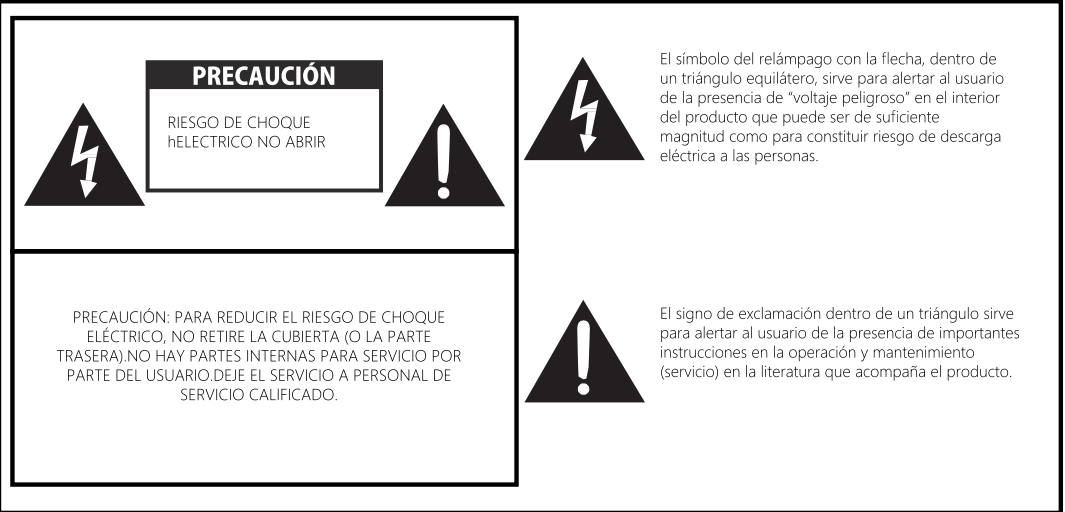 PRECAUCIÓN
RIESGO DE CHOQUE
hELECTRICO NO ABRIR
PRECAUCIÓN: PARA REDUCIR EL RIESGO DE CHOQUE
ELÉCTRICO, NO RETIRE LA CUBIERTA (O LA PARTE
TRASERA).NO HAY PARTES INTERNAS PARA SERVICIO POR
PARTE DEL USUARIO.DEJE EL SERVICIO A PERSONAL DE
SERVICIO CALIFICADO.
El símbolo del relámpago con la flecha, dentro de
un triángulo equilátero, sirve para alertar al usuario
de la presencia de “voltaje peligroso” en el interior
del producto que puede ser de suficiente
magnitud como para constituir riesgo de descarga
eléctrica a las personas.
El signo de exclamación dentro de un triángulo sirve
para alertar al usuario de la presencia de importantes
instrucciones en la operación y mantenimiento
(servicio) en la literatura que acompaña el producto.